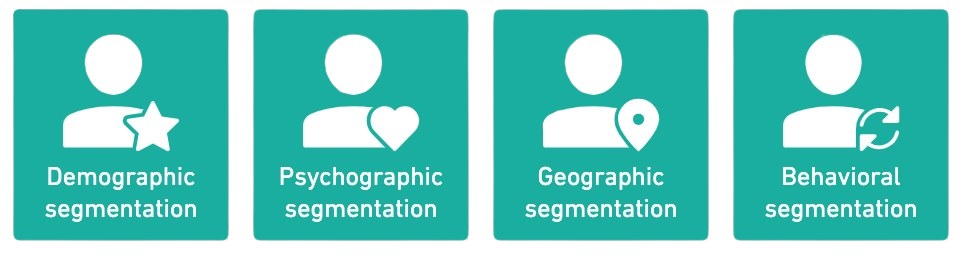 Demographic
segmentation
Psychographic
segmentation
Geographic
segmentation
Behavioral
segmentation